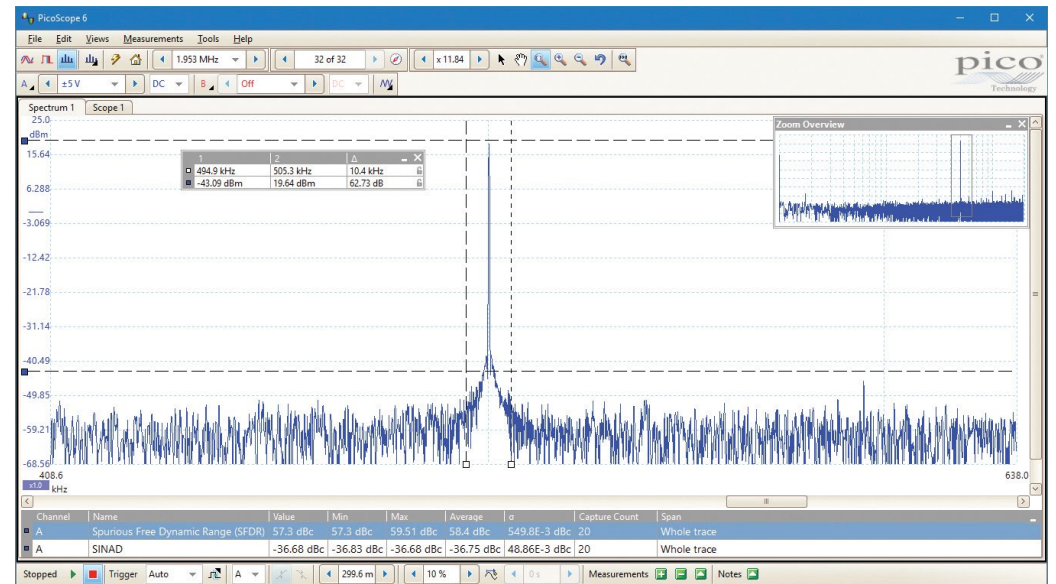 PicoScope 6
File Edit Views Measurements Tools Help
1.953 MHz 32 of 32 x 11.84
pico
Technology
A ±5 V DC B Off DC
Spectrum 1 Scope 1
25.0
dBm
15.64
6.288
-3.069
-12.42
-21.78
-31.14
-40.49
-49.85
-59.21
-68.56
408.6
638.0
x1.0 kHz
1 2 Δ
494.9 kHz 505.3 kHz 10.4 kHz
-43.09 dBm 19.64 dBm 62.73 dB
Zoom Overview
Channel Name Value Min Max Average σ Capture Count Span
A Spurious Free Dynamic Range (SFDR) 57.3 dBc 57.3 dBc 59.51 dBc 58.4 dBc 549.8E-3 dBc 20 Whole trace
A SINAD -36.68 dBc -36.83 dBc -36.68 dBc -36.75 dBc 48.86E-3 dBc 20 Whole trace
Stopped Trigger Auto A 299.6 m 10 % 0 s Measurements Notes